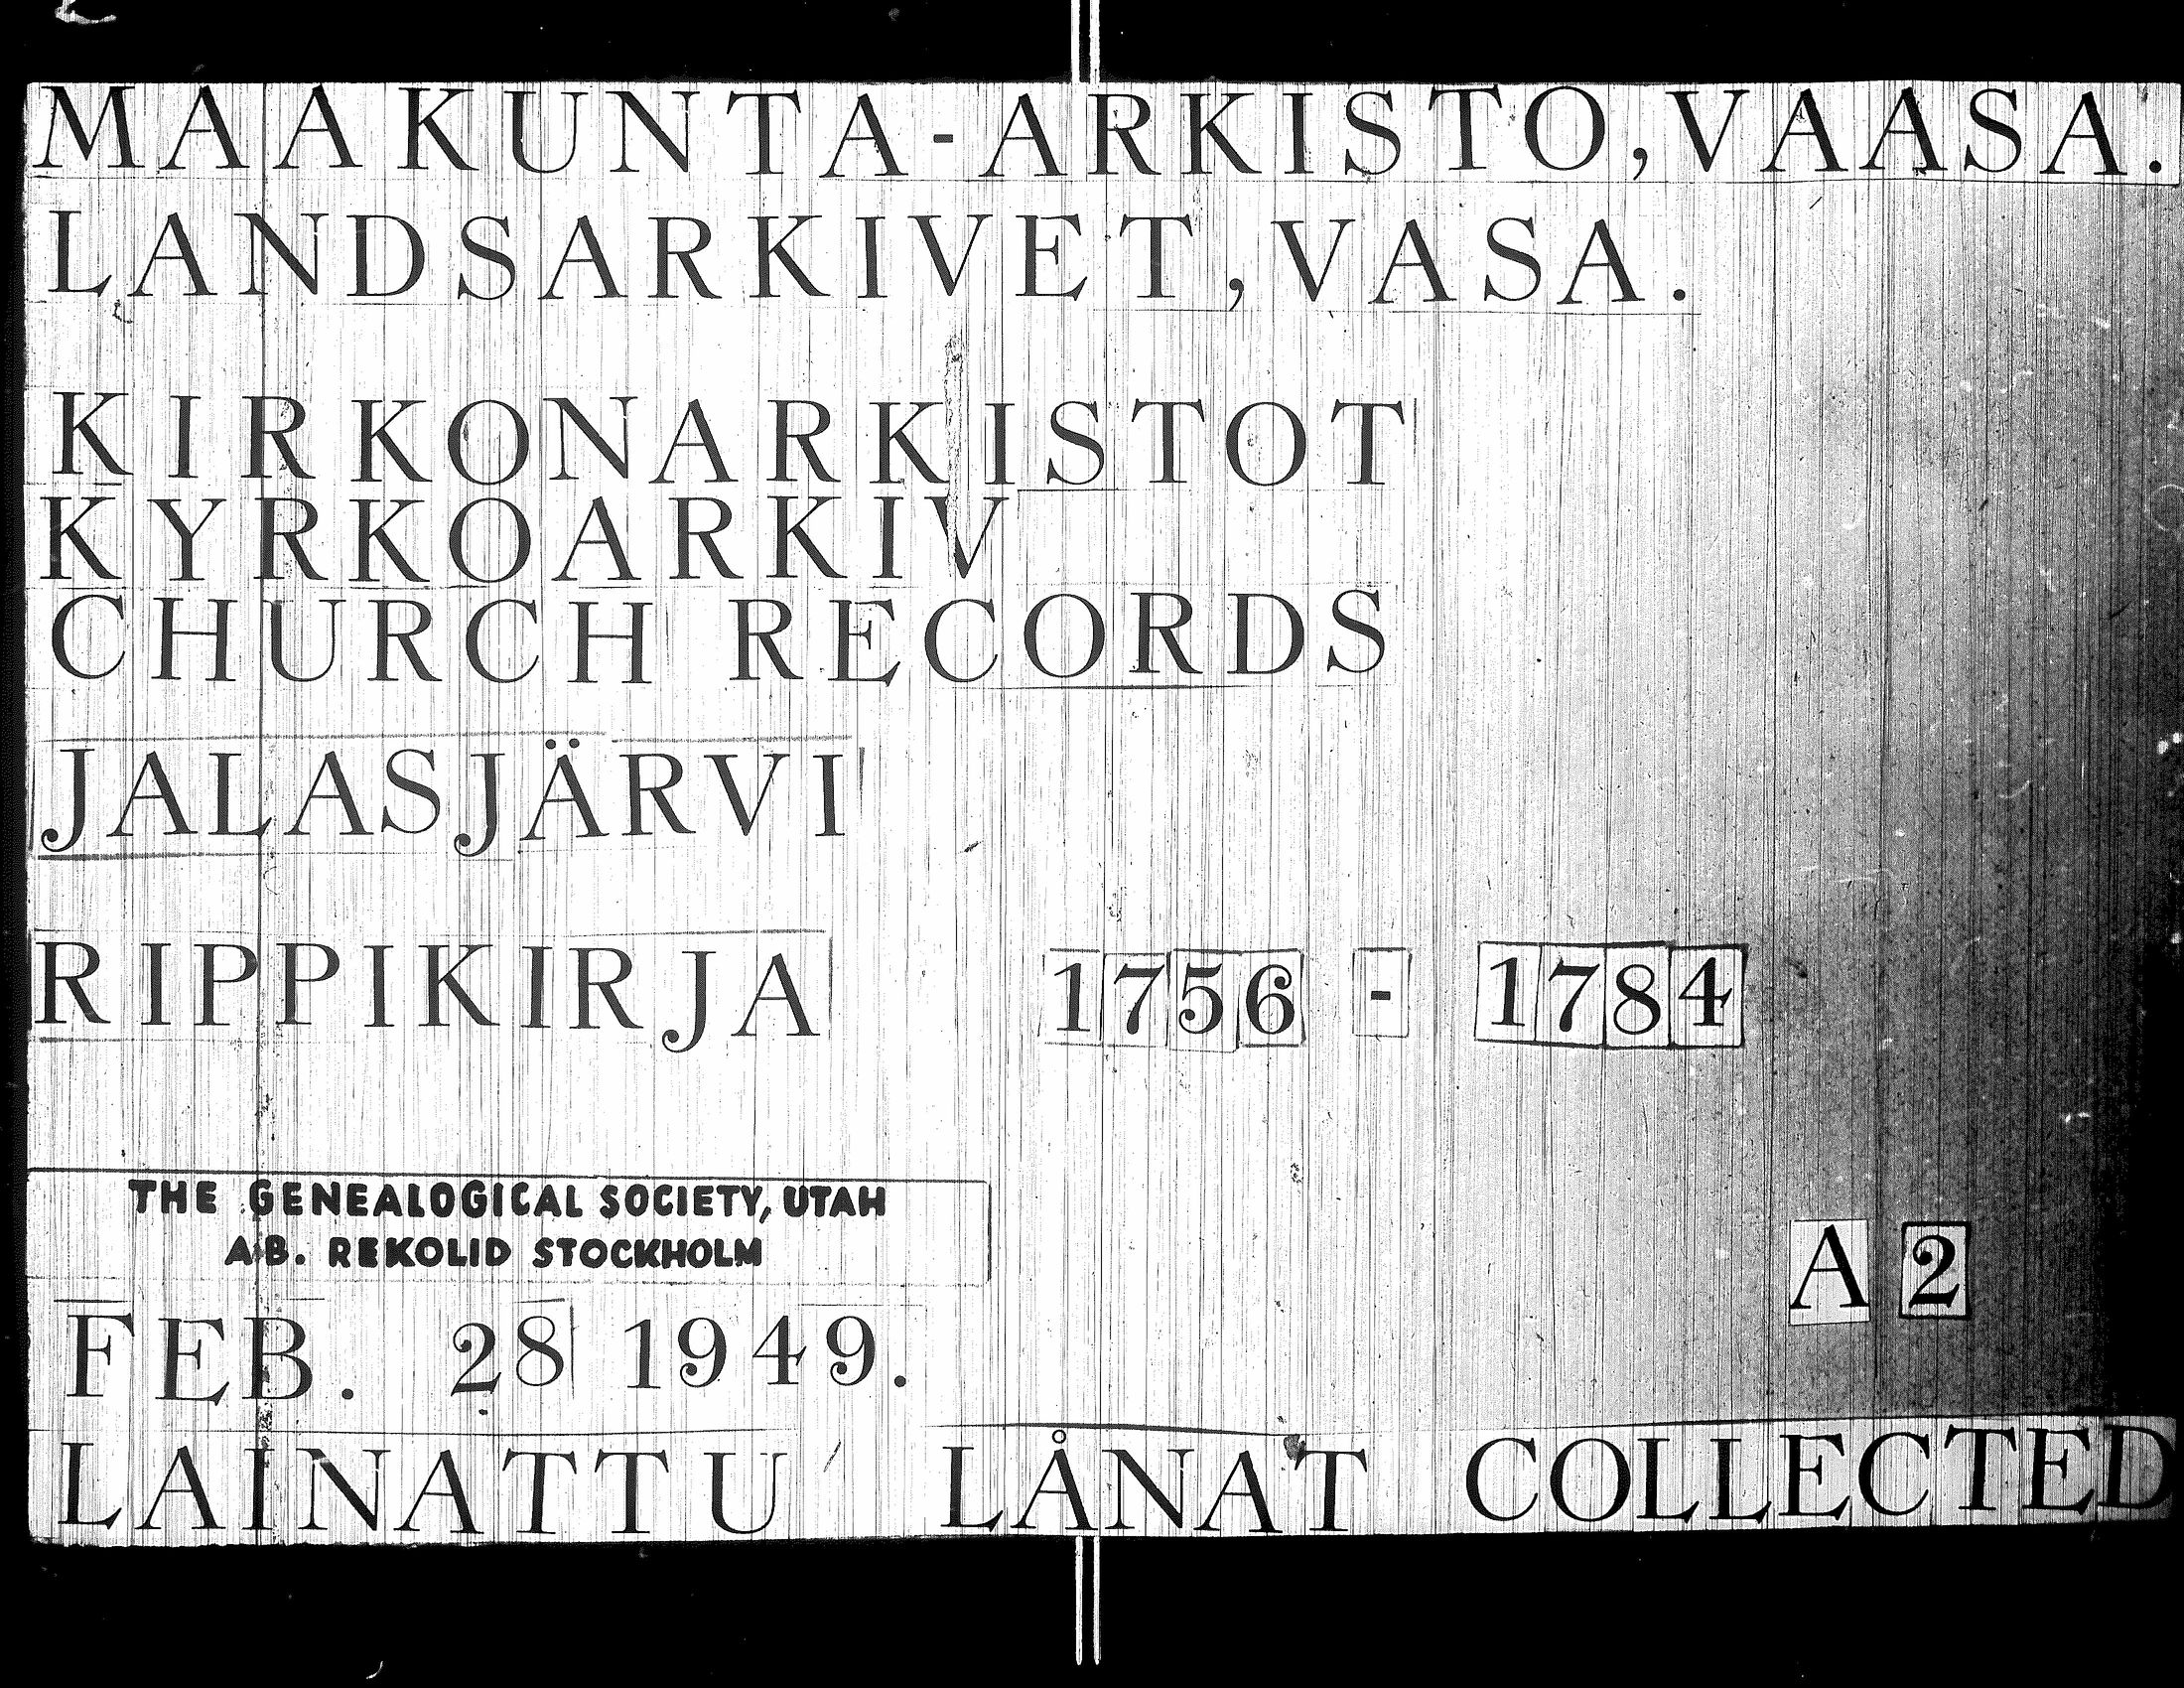 MAAKUNTA-ARKISTO, VAASA.
LANDSARKIVET, VASA.
KIRKONARKISTOT
KYRKOARKIV
CHURCH RECORDS
JALASJÄRVI
RIPPIKIRJA 1756 - 1784
THE GENEALOGICAL SOCIETY, UTAH
A.B. REKOLID STOCKHOLM
A 2
FEB. 28 1949.
LAINATTU LÅNAT COLLECTED